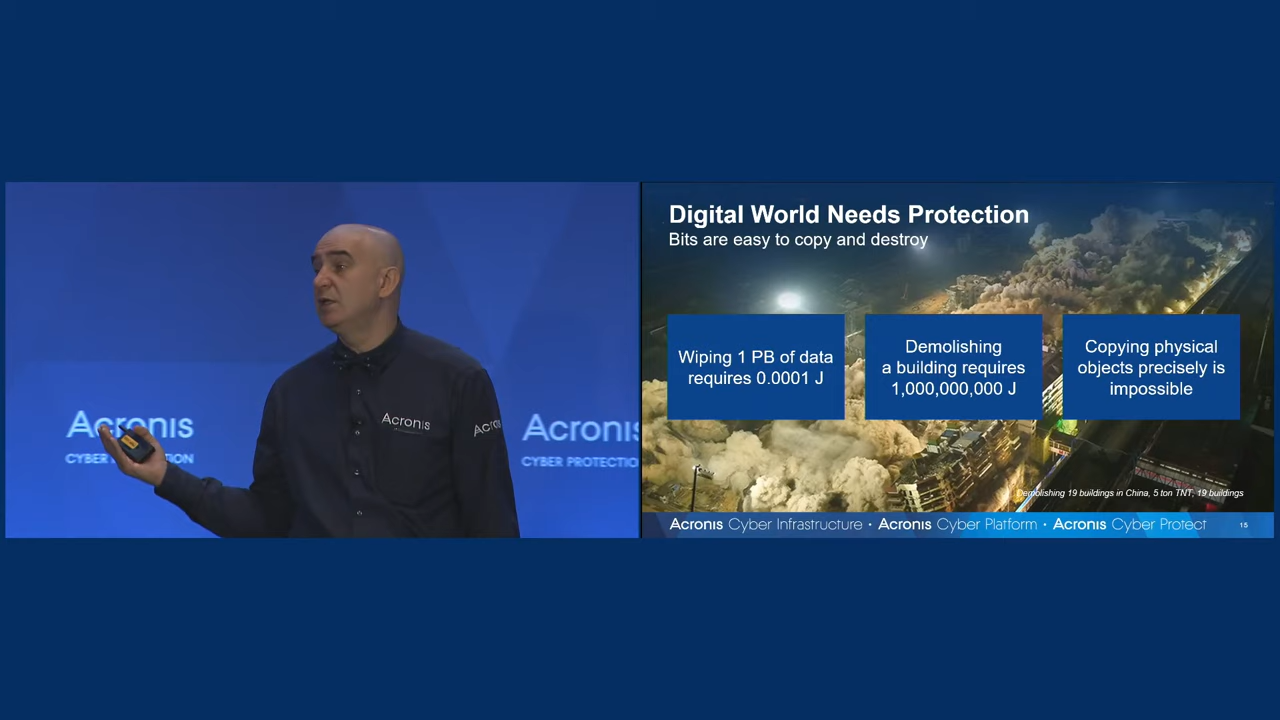 Acronis
CYBER
ION
Acronis
Acro
Acronis
CYBER PROTECTIO
Digital World Needs Protection
Bits are easy to copy and destroy
Wiping 1 PB of data
requires 0.0001 J
Demolishing
a building requires
1,000,000,000 J
Copying physical
objects precisely is
impossible
Demolishing 19 buildings in China, 5 ton TNT, 19 buildings
Acronis Cyber Infrastructure · Acronis Cyber Platform · Acronis Cyber Protect
15